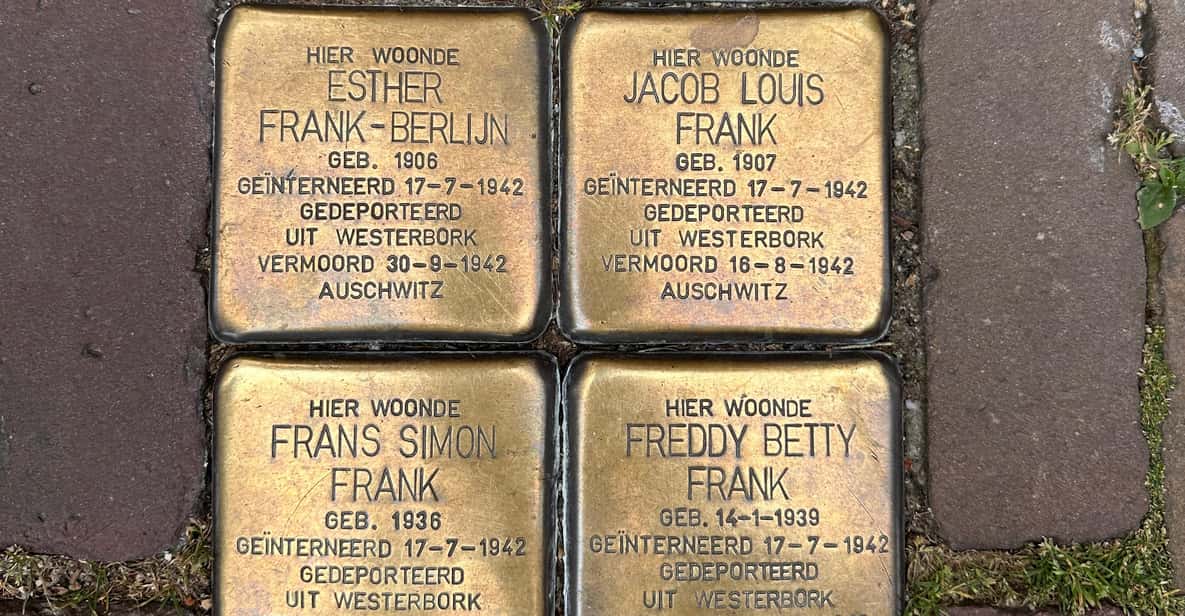 HIER WOONDE
ESTHER
FRANK-BERLIJN
GEB. 1906
GEÏNTERNEERD 17-7-1942
GEDEPORTEERD
UIT WESTERBORK
VERMOORD 30-9-1942
AUSCHWITZ
HIER WOONDE
JACOB LOUIS
FRANK
GEB. 1907
GEÏNTERNEERD 17-7-1942
GEDEPORTEERD
UIT WESTERBORK
VERMOORD 16-8-1942
AUSCHWITZ
HIER WOONDE
FRANS SIMON
FRANK
GEB. 1936
GEÏNTERNEERD 17-7-1942
GEDEPORTEERD
UIT WESTERBORK
HIER WOONDE
FREDDY BETTY
FRANK
GEB. 14-1-1939
GEÏNTERNEERD 17-7-1942
GEDEPORTEERD
UIT WESTERBORK